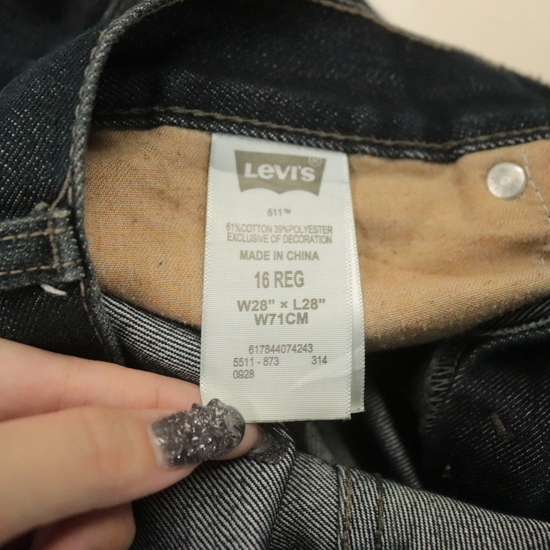 LEVI'S®
511™
61%COTTON 39%POLYESTER
EXCLUSIVE OF DECORATION
MADE IN CHINA
16 REG
W28" × L28"
W71CM
617844074243
5511-873 314
0928